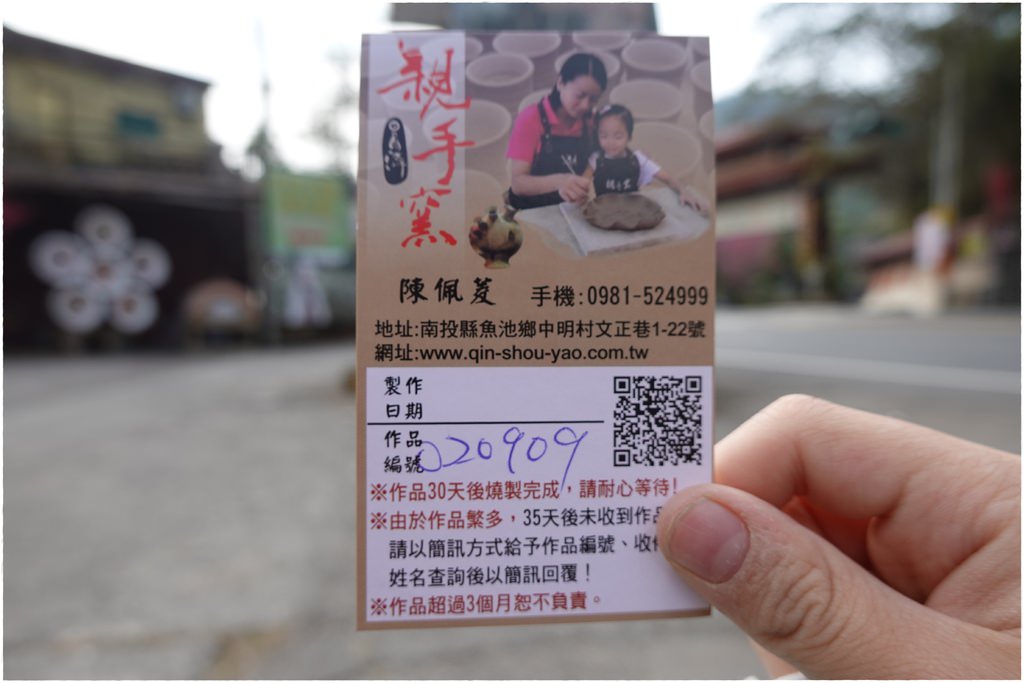 親手窯
日月潭
陳佩菱 手機:0981-524999
地址:南投縣魚池鄉中明村文正巷1-22號
網址:www.qin-shou-yao.com.tw
製作
日期
作品
編號 020909
※作品30天後燒製完成,請耐心等待!
※由於作品繁多,35天後未收到作品
請以簡訊方式給予作品編號、收
姓名查詢後以簡訊回覆!
※作品超過3個月恕不負責。